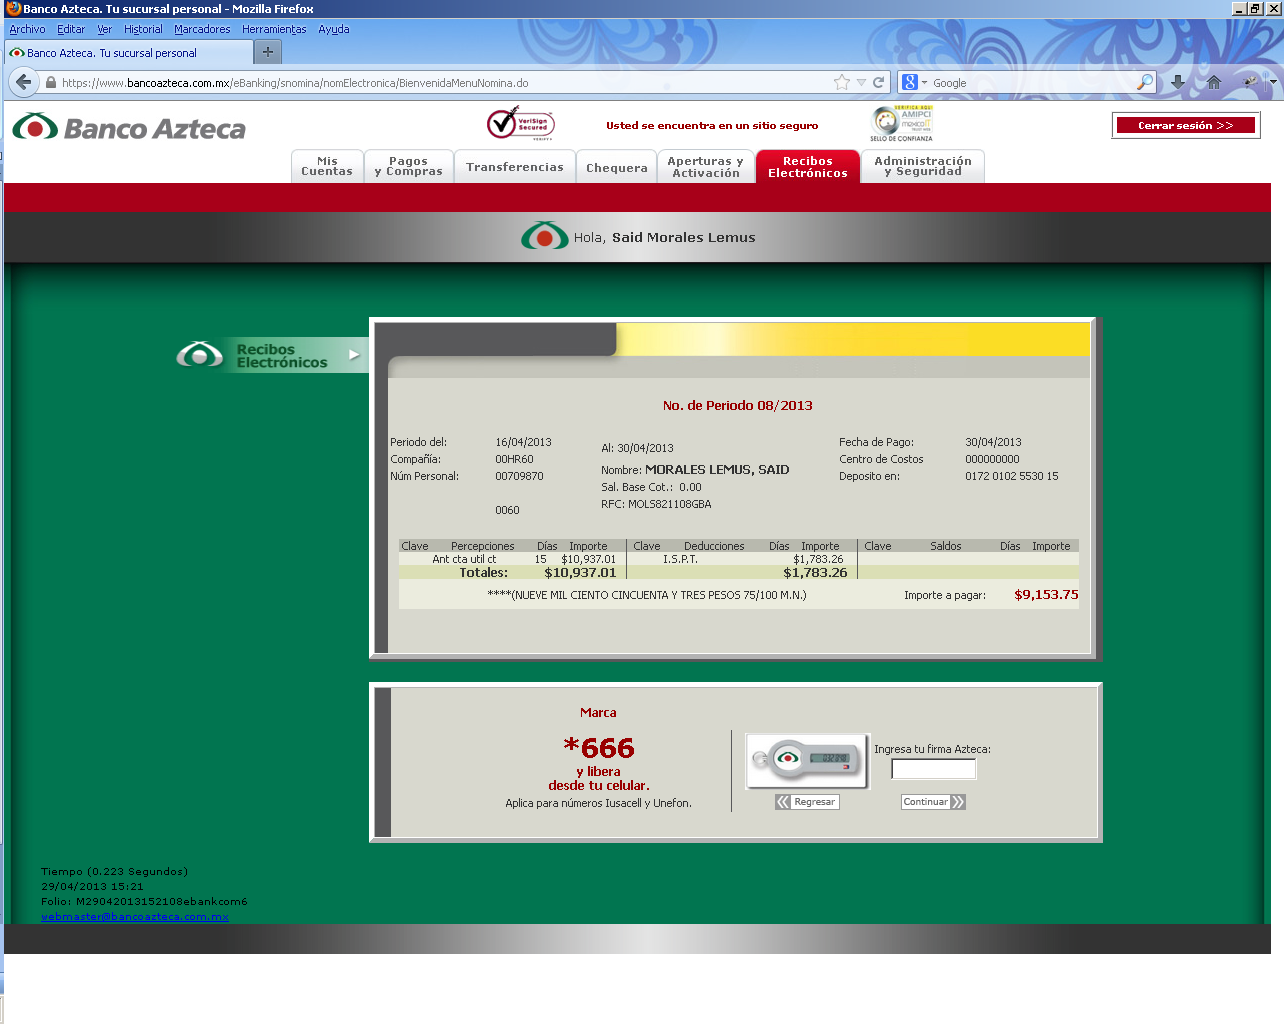 Banco Azteca. Tu sucursal personal - Mozilla Firefox
Archivo Editar Ver Historial Marcadores Herramientas Ayuda
Banco Azteca. Tu sucursal personal
https://www.bancoazteca.com.mx/eBanking/snomina/nomElectronica/BienvenidaMenuNomina.do
Google
Banco Azteca
VeriSign Secured
VERIFY
Usted se encuentra en un sitio seguro
VERIFICA AQUI
AMIPCI
SELLO DE CONFIANZA
Cerrar sesión >>
Mis Cuentas
Pagos y Compras
Transferencias
Chequera
Aperturas y Activación
Recibos Electrónicos
Administración y Seguridad
Hola, Said Morales Lemus
Recibos Electrónicos
No. de Periodo 08/2013
Periodo del: 16/04/2013 Al: 30/04/2013 Fecha de Pago: 30/04/2013
Compañía: 00HR60 Nombre: MORALES LEMUS, SAID Centro de Costos 000000000
Núm Personal: 00709870 Sal. Base Cot.: 0.00 Deposito en: 0172 0102 5530 15
0060 RFC: MOLS821108GBA
Clave Percepciones Días Importe Clave Deducciones Días Importe Clave Saldos Días Importe
Ant cta util ct 15 $10,937.01 I.S.P.T. $1,783.26
Totales: $10,937.01 $1,783.26
****(NUEVE MIL CIENTO CINCUENTA Y TRES PESOS 75/100 M.N.) Importe a pagar: $9,153.75
Marca
*666
y libera
desde tu celular.
Aplica para números Iusacell y Unefon.
Ingresa tu firma Azteca:
Regresar
Continuar
Tiempo (0.223 Segundos)
29/04/2013 15:21
Folio: M29042013152108ebankcom6
webmaster@bancoazteca.com.mx